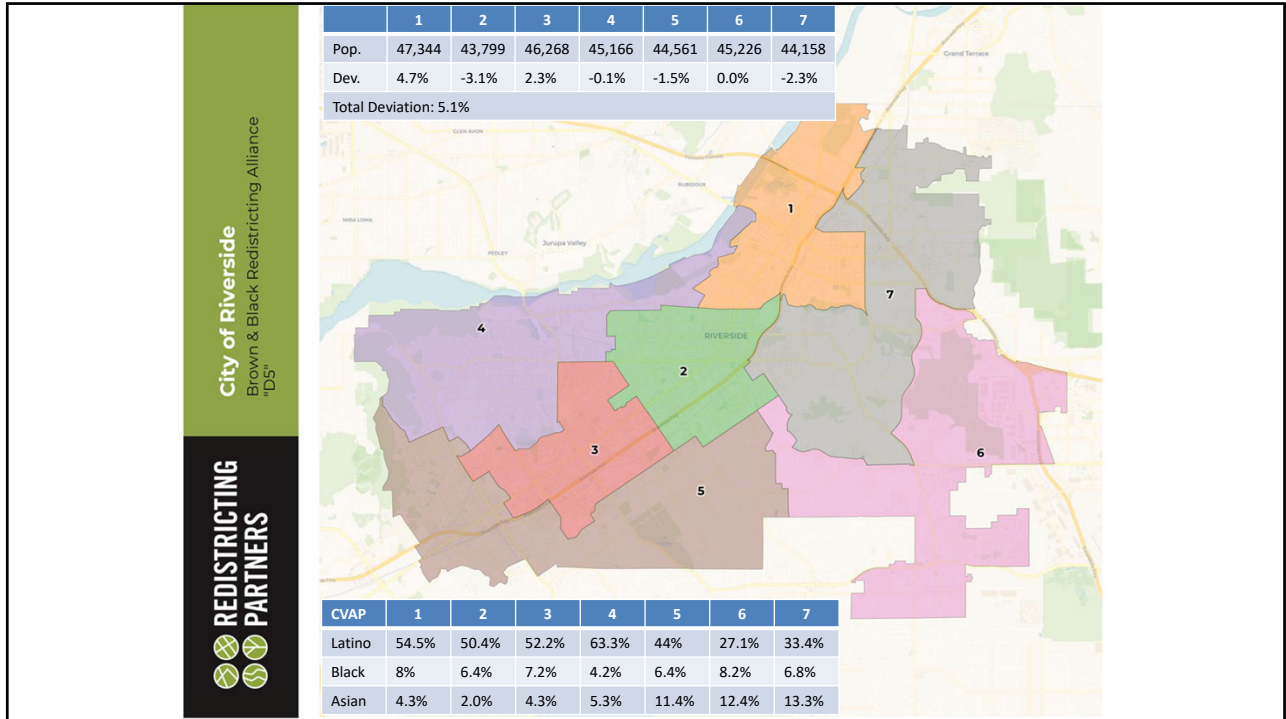 City of Riverside
Brown & Black Redistricting Alliance
"D5"
REDISTRICTING
PARTNERS
1 2 3 4 5 6 7
Pop. 47,344 43,799 46,268 45,166 44,561 45,226 44,158
Dev. 4.7% -3.1% 2.3% -0.1% -1.5% 0.0% -2.3%
Total Deviation: 5.1%
Grand Terrace
GLEN AVON
RUBIDOUX
MIRA LOMA
1
Jurupa Valley
PEDLEY
7
4
RIVERSIDE
2
3
6
5
CVAP 1 2 3 4 5 6 7
Latino 54.5% 50.4% 52.2% 63.3% 44% 27.1% 33.4%
Black 8% 6.4% 7.2% 4.2% 6.4% 8.2% 6.8%
Asian 4.3% 2.0% 4.3% 5.3% 11.4% 12.4% 13.3%